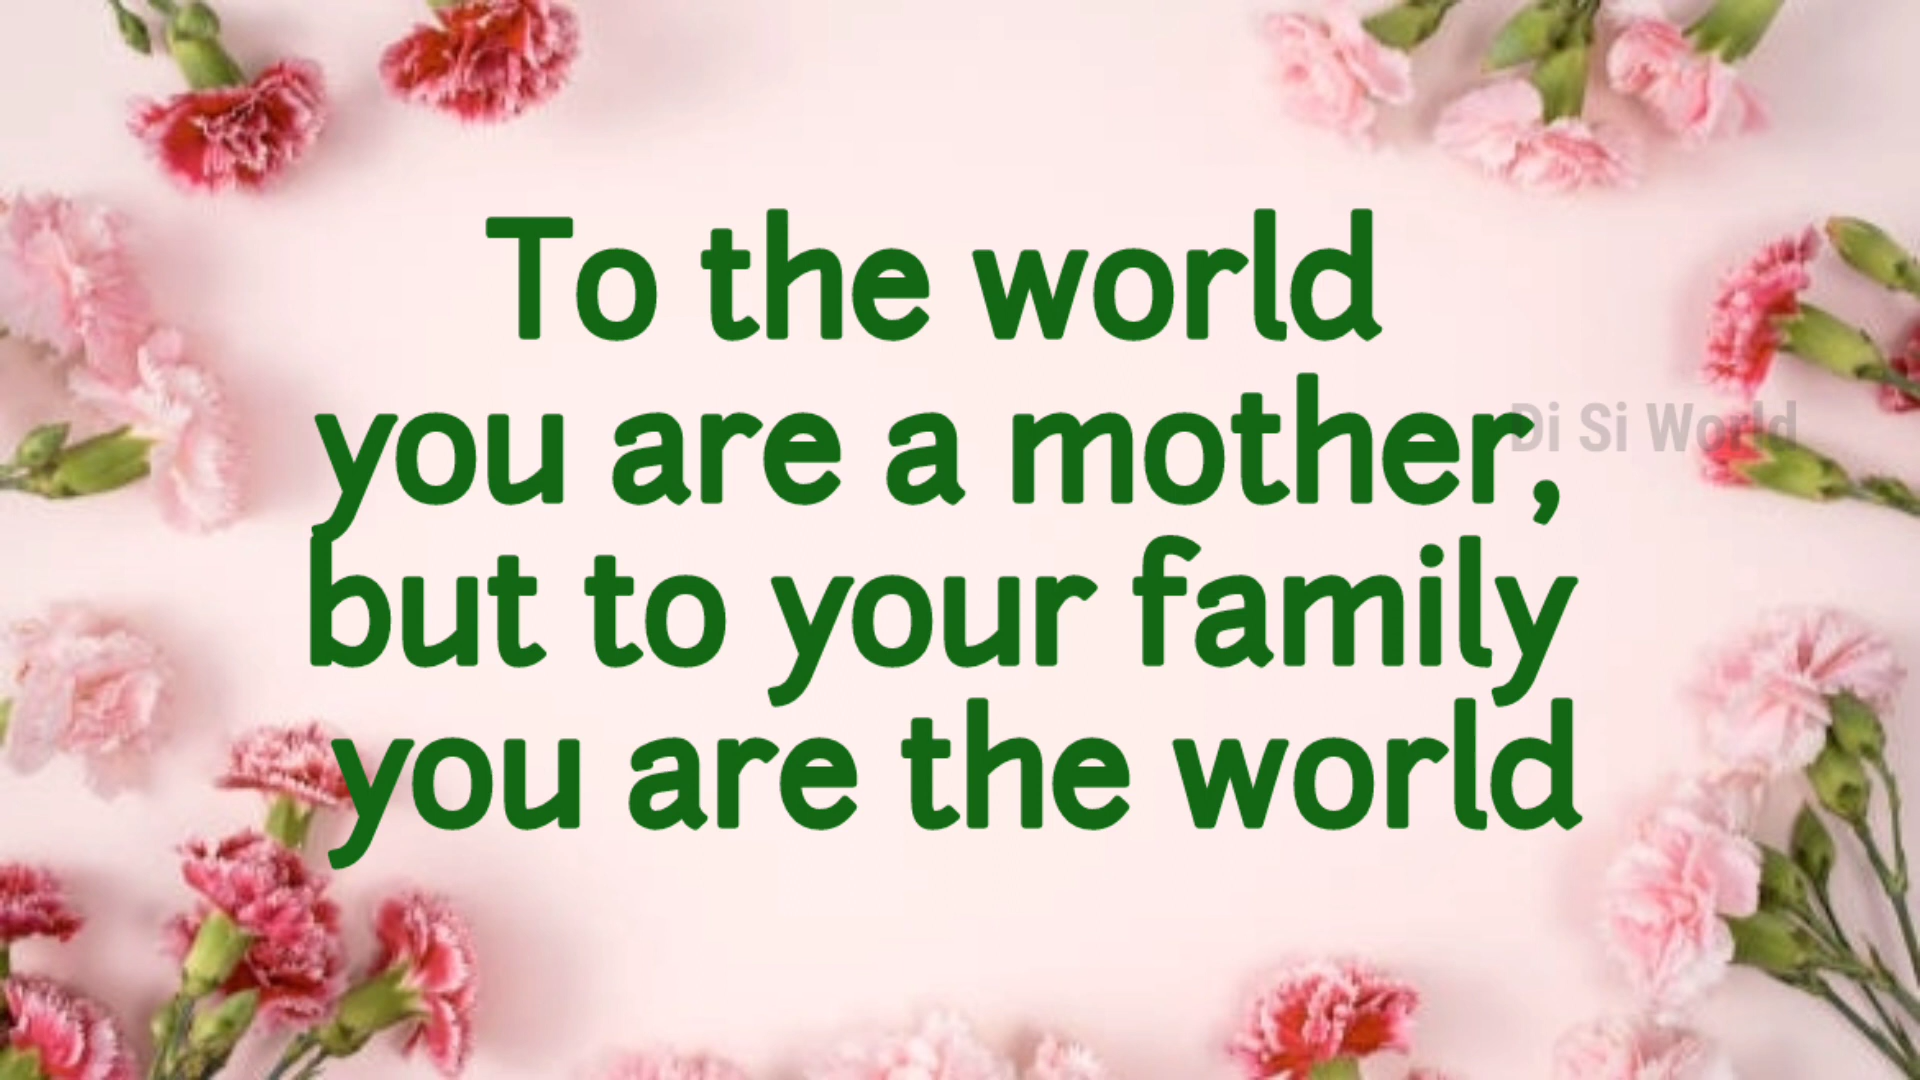 To the world
you are a mother,
Di Si World
but to your family
you are the world